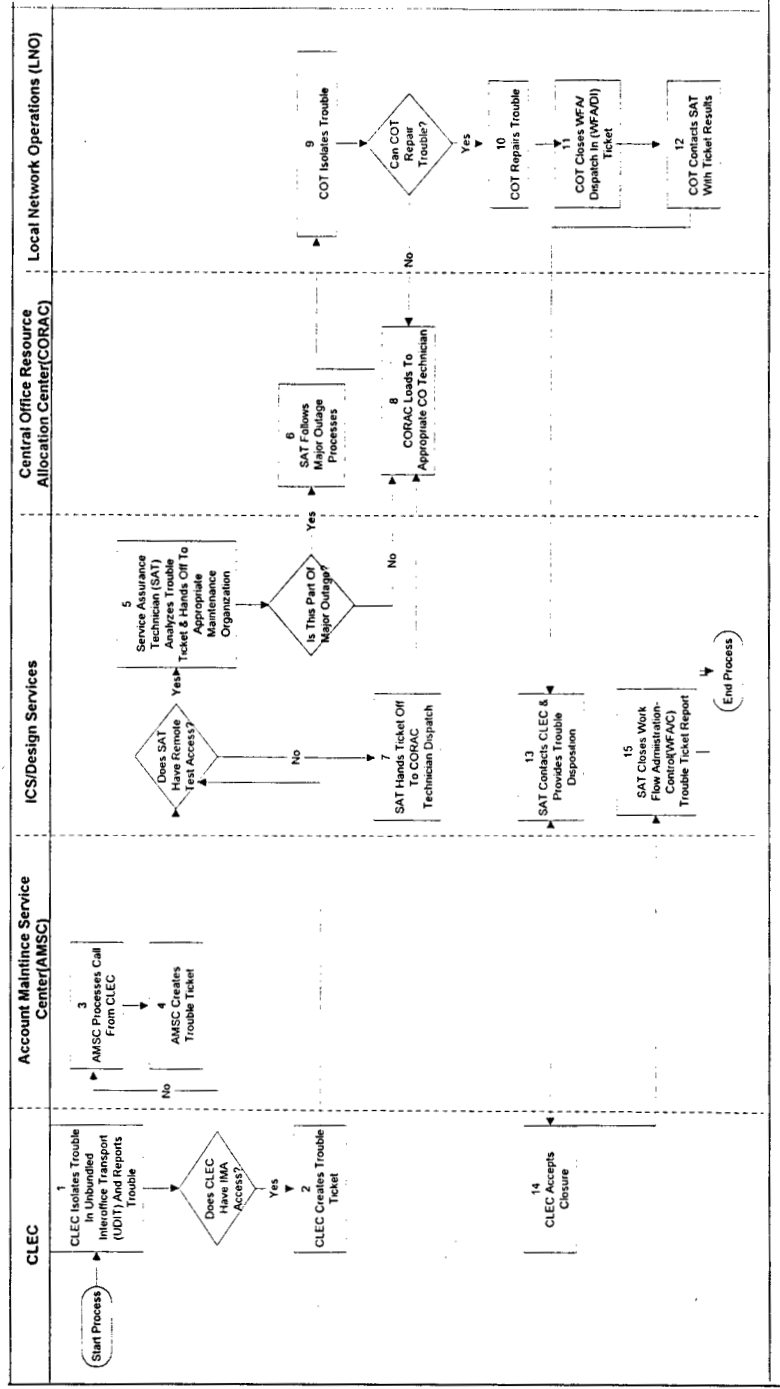 CLEC
Account Maintince Service
Center(AMSC)
ICS/Design Services
Central Office Resource
Allocation Center(CORAC)
Local Network Operations (LNO)
Start Process
1
CLEC Isolates Trouble
In Unbundled
Interoffice Transport
(UDIT) And Reports
Trouble
Does CLEC
Have IMA
Access?
No
Yes
2
CLEC Creates Trouble
Ticket
3
AMSC Processes Call
From CLEC
4
AMSC Creates
Trouble Ticket
Does SAT
Have Remote
Test Access?
Yes
No
5
Service Assurance
Technician (SAT)
Analyzes Trouble
Ticket & Hands Off To
Appropriate
Maintenance
Organization
Is This Part Of
Major Outage?
Yes
No
6
SAT Follows
Major Outage
Processes
7
SAT Hands Ticket Off
To CORAC
Technician Dispatch
8
CORAC Loads To
Appropriate CO Technician
9
COT Isolates Trouble
Can COT
Repair
Trouble?
No
Yes
10
COT Repairs Trouble
11
COT Closes WFA/
Dispatch In (WFA/DI)
Ticket
12
COT Contacts SAT
With Ticket Results
13
SAT Contacts CLEC &
Provides Trouble
Disposition
14
CLEC Accepts
Closure
15
SAT Closes Work
Flow Admiistration-
Control(WFA/C)
Trouble Ticket Report
End Process